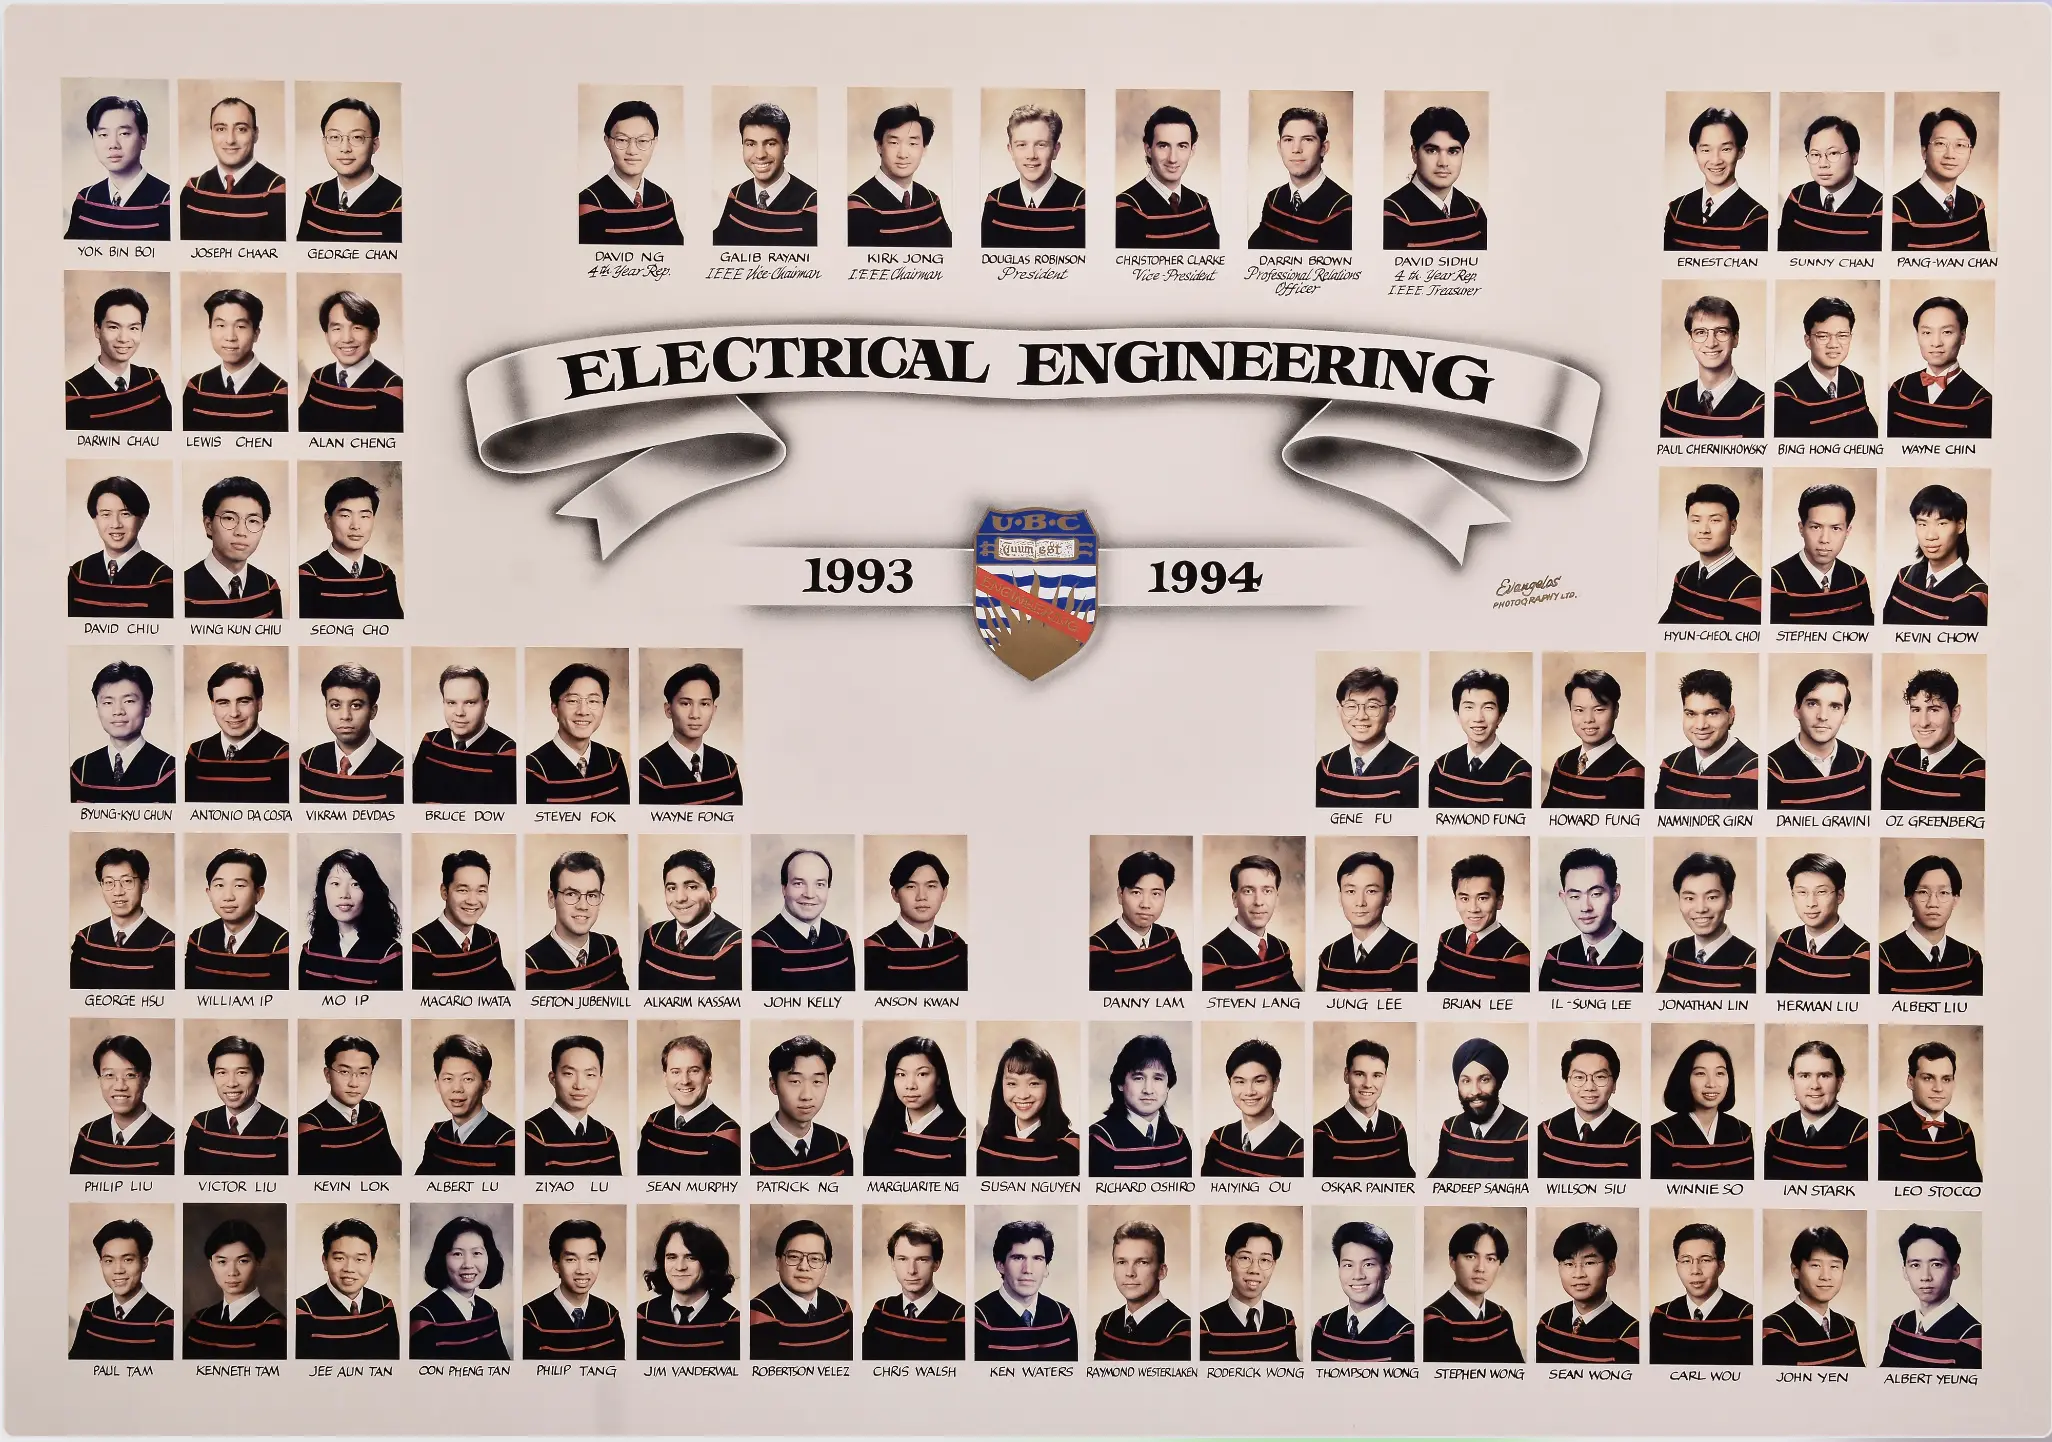 YOK BIN BOI
JOSEPH CHAAR
GEORGE CHAN
DAVID NG
4th Year Rep.
GALIB RAYANI
I.E.E.E. Vice Chairman
KIRK JONG
I.E.E.E. Chairman
DOUGLAS ROBINSON
President
CHRISTOPHER CLARKE
Vice-President
DARRIN BROWN
Professional Relations
Officer
DAVID SIDHU
4th Year Rep.
I.E.E.E. Treasurer
ERNEST CHAN
SUNNY CHAN
PANG-WAN CHAN
ELECTRICAL ENGINEERING
DARWIN CHAU
LEWIS CHEN
ALAN CHENG
PAUL CHERNIKHOWSKY
BING HONG CHEUNG
WAYNE CHIN
U·B·C
Tuum est
ENGINEERING
1993
1994
Evangelos
PHOTOGRAPHY LTD.
DAVID CHIU
WING KUN CHIU
SEONG CHO
HYUN-CHEOL CHOI
STEPHEN CHOW
KEVIN CHOW
BYUNG-KYU CHUN
ANTONIO DA COSTA
VIKRAM DEVDAS
BRUCE DOW
STEVEN FOK
WAYNE FONG
GENE FU
RAYMOND FUNG
HOWARD FUNG
NAMNINDER GIRN
DANIEL GRAVINI
OZ GREENBERG
GEORGE HSU
WILLIAM IP
MO IP
MACARIO IWATA
SEFTON JUBENVILL
ALKARIM KASSAM
JOHN KELLY
ANSON KWAN
DANNY LAM
STEVEN LANG
JUNG LEE
BRIAN LEE
IL-SUNG LEE
JONATHAN LIN
HERMAN LIU
ALBERT LIU
PHILIP LIU
VICTOR LIU
KEVIN LOK
ALBERT LU
ZIYAO LU
SEAN MURPHY
PATRICK NG
MARGUARITE NG
SUSAN NGUYEN
RICHARD OSHIRO
HAIYING OU
OSKAR PAINTER
PARDEEP SANGHA
WILLSON SIU
WINNIE SO
IAN STARK
LEO STOCCO
PAUL TAM
KENNETH TAM
JEE AUN TAN
OON PHENG TAN
PHILIP TANG
JIM VANDERWAL
ROBERTSON VELEZ
CHRIS WALSH
KEN WATERS
RAYMOND WESTERLAKEN
RODERICK WONG
THOMPSON WONG
STEPHEN WONG
SEAN WONG
CARL WOU
JOHN YEN
ALBERT YEUNG